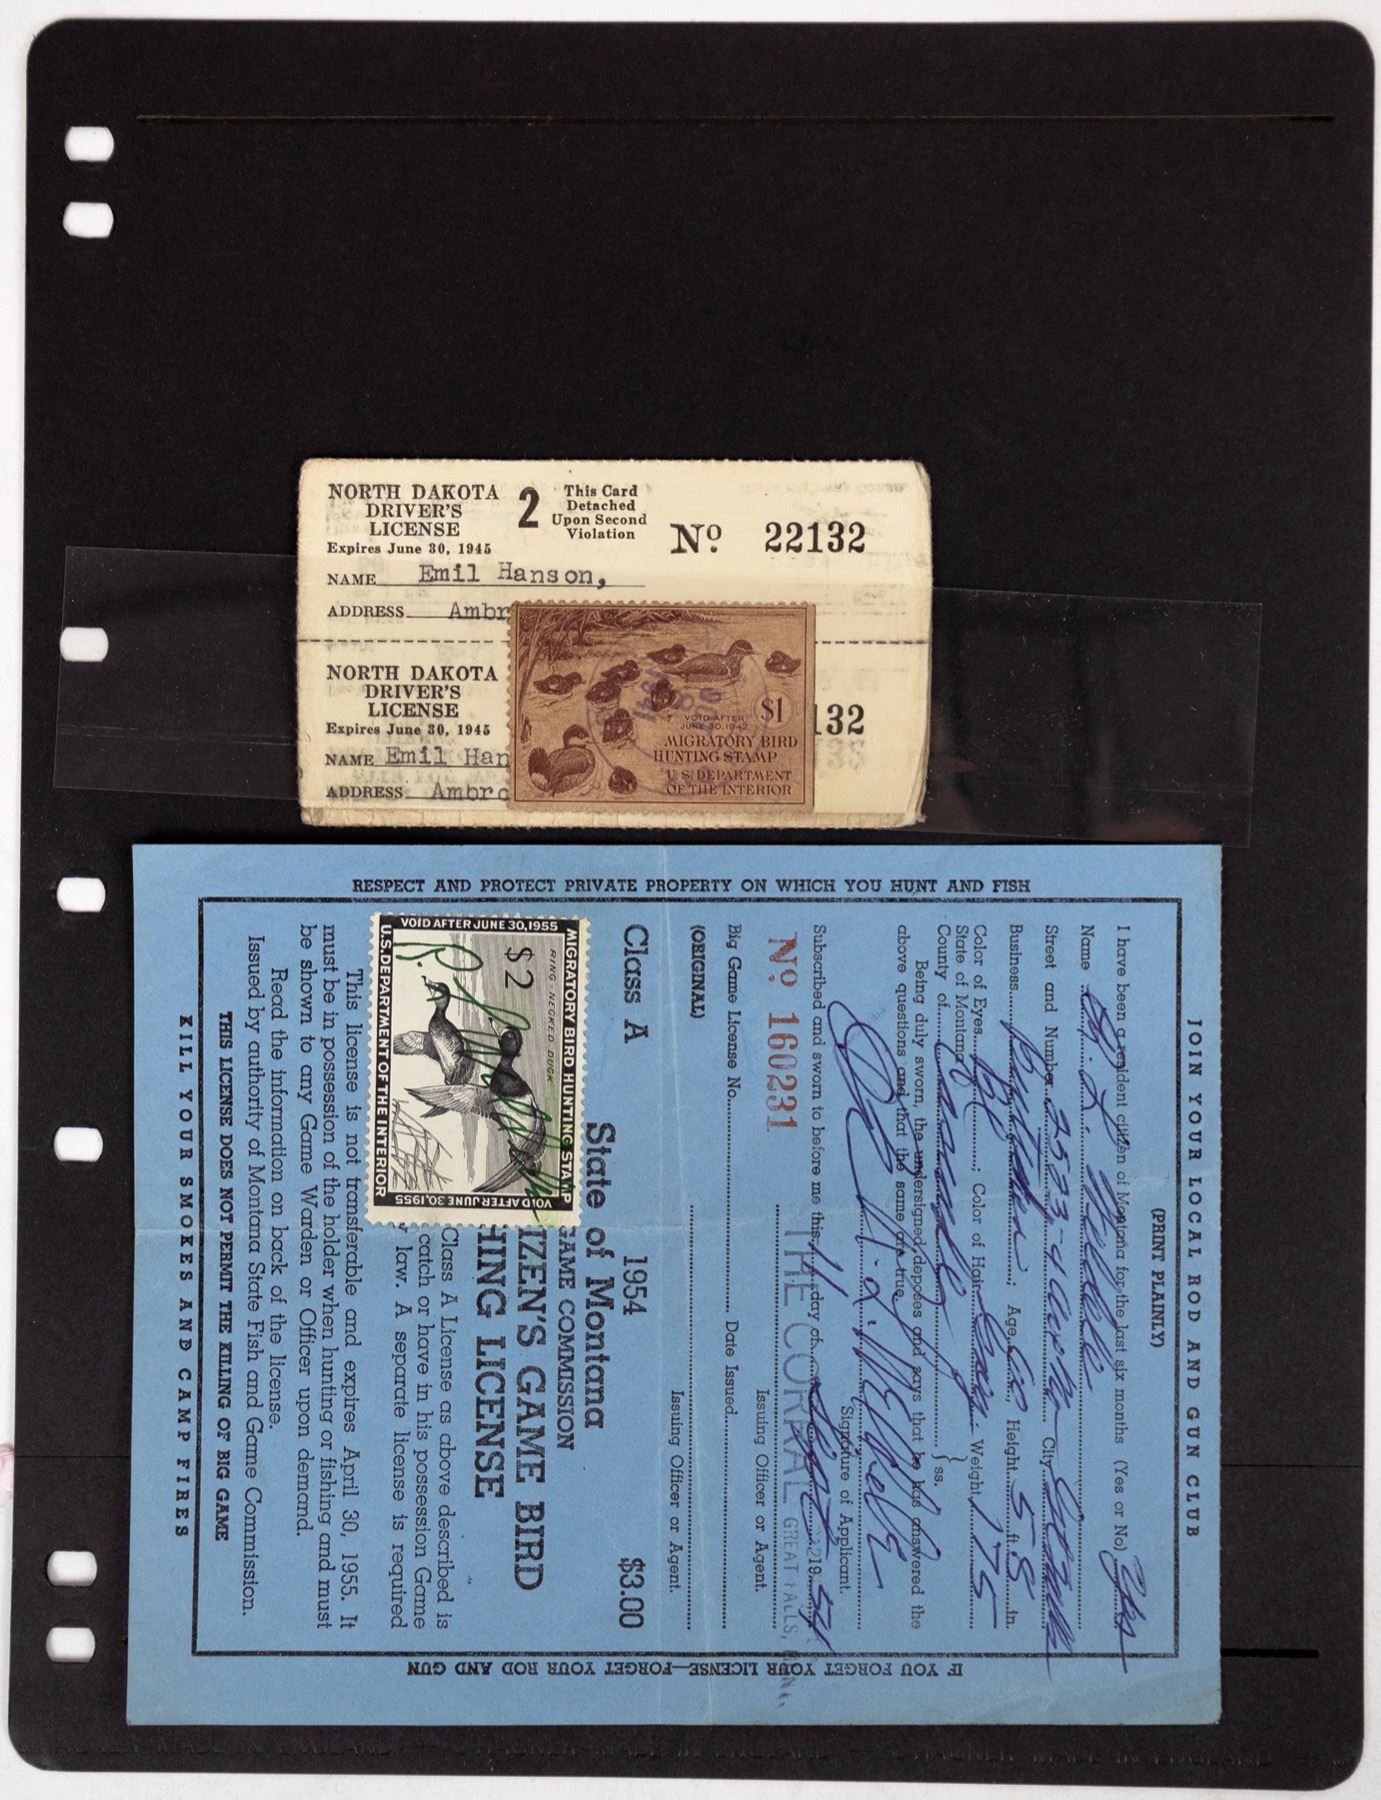 NORTH DAKOTA
DRIVER'S
LICENSE
Expires June 30, 1945
2
This Card
Detached
Upon Second
Violation
Nº 22132
NAME Emil Hanson,
ADDRESS Ambr
NORTH DAKOTA
DRIVER'S
LICENSE
Expires June 30, 1945
132
NAME Emil Han
ADDRESS Ambro
$1
VOID AFTER
JUNE 30, 1942
MIGRATORY BIRD
HUNTING STAMP
U S DEPARTMENT
OF THE INTERIOR
RESPECT AND PROTECT PRIVATE PROPERTY ON WHICH YOU HUNT AND FISH
JOIN YOUR LOCAL ROD AND GUN CLUB
(PRINT PLAINLY)
I have been a resident citizen of Montana for the last six months (Yes or No) Yes
Name
Street and Number 3533-4 City
Business Age 60 Height 5 ft. 8 in.
Color of Eyes Bl; Color of Hair Gray Weight 175
State of Montana
County of Cascade ss.
Being duly sworn, the undersigned, deposes and says that he has answered the
above questions and that the same are true.
Signature of Applicant.
Subscribed and sworn to before me this 11 day of Sept 1954
Nº 160231
THE CORRAL GREAT FALLS,
Issuing Officer or Agent.
Big Game License No. Date Issued
(ORIGINAL)
Issuing Officer or Agent.
Class A 1954 $3.00
State of Montana
GAME COMMISSION
IZEN'S GAME BIRD
HING LICENSE
Class A License as above described is
catch or have in his possession Game
y law. A separate license is required
This license is not transferable and expires April 30, 1955. It
must be in possession of the holder when hunting or fishing and must
be shown to any Game Warden or Officer upon demand.
Read the information on back of the license.
Issued by authority of Montana State Fish and Game Commission.
THIS LICENSE DOES NOT PERMIT THE KILLING OF BIG GAME
KILL YOUR SMOKES AND CAMP FIRES
IF YOU FORGET YOUR LICENSE—FORGET YOUR ROD AND GUN
MIGRATORY BIRD HUNTING STAMP
RING-NECKED DUCK
$2
VOID AFTER JUNE 30, 1955
VOID AFTER JUNE 30, 1955
U.S. DEPARTMENT OF THE INTERIOR